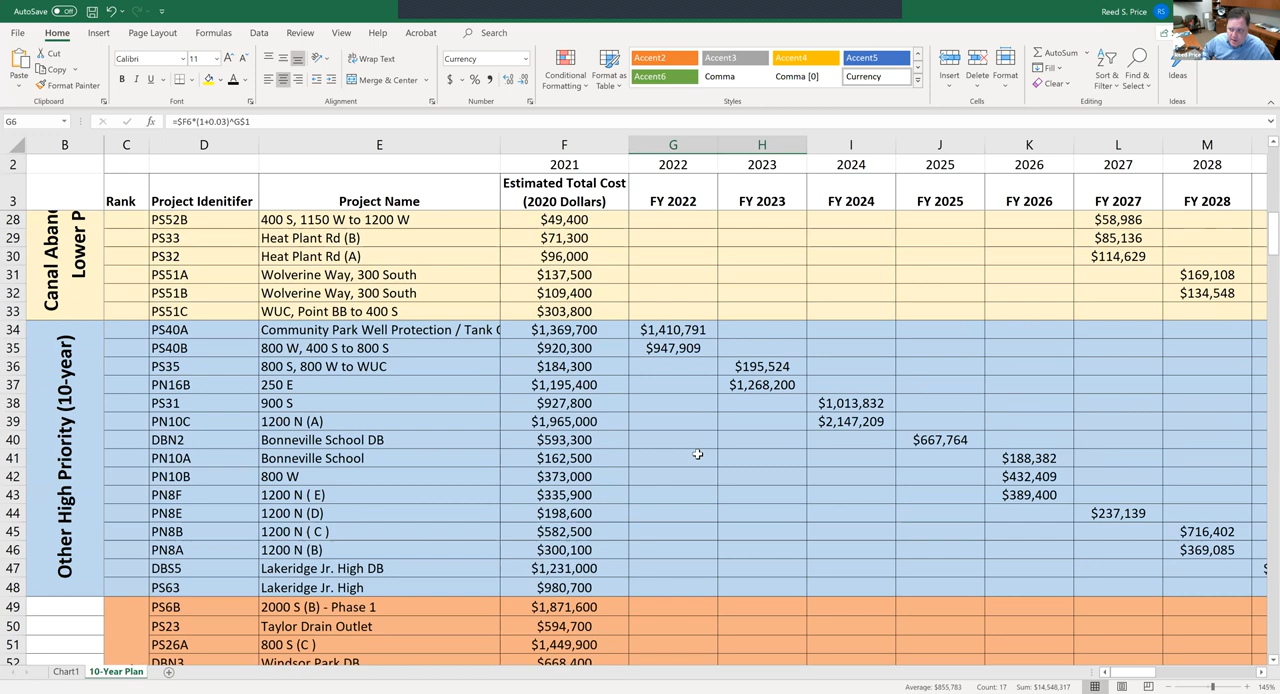 AutoSave Off
Reed S. Price RS
File Home Insert Page Layout Formulas Data Review View Help Acrobat Search
Paste Cut Copy Format Painter Clipboard
Calibri 11 B I U Font
Wrap Text Merge & Center Alignment
Currency $ % Number
Conditional Formatting Format as Table
Accent2 Accent3 Accent4 Accent5
Accent6 Comma Comma [0] Currency
Styles
Insert Delete Format Cells
AutoSum Fill Clear Sort & Filter Find & Select Editing
Ideas Ideas
Reed Price
G6 fx =$F6*(1+0.03)^G$1
B C D E F G H I J K L M
2 2021 2022 2023 2024 2025 2026 2027 2028
3 Rank Project Idenitifer Project Name Estimated Total Cost (2020 Dollars) FY 2022 FY 2023 FY 2024 FY 2025 FY 2026 FY 2027 FY 2028
Canal Aban
Lower P
28 PS52B 400 S, 1150 W to 1200 W $49,400 $58,986
29 PS33 Heat Plant Rd (B) $71,300 $85,136
30 PS32 Heat Plant Rd (A) $96,000 $114,629
31 PS51A Wolverine Way, 300 South $137,500 $169,108
32 PS51B Wolverine Way, 300 South $109,400 $134,548
33 PS51C WUC, Point BB to 400 S $303,800
Other High Priority (10-year)
34 PS40A Community Park Well Protection / Tank $1,369,700 $1,410,791
35 PS40B 800 W, 400 S to 800 S $920,300 $947,909
36 PS35 800 S, 800 W to WUC $184,300 $195,524
37 PN16B 250 E $1,195,400 $1,268,200
38 PS31 900 S $927,800 $1,013,832
39 PN10C 1200 N (A) $1,965,000 $2,147,209
40 DBN2 Bonneville School DB $593,300 $667,764
41 PN10A Bonneville School $162,500 $188,382
42 PN10B 800 W $373,000 $432,409
43 PN8F 1200 N ( E) $335,900 $389,400
44 PN8E 1200 N (D) $198,600 $237,139
45 PN8B 1200 N ( C ) $582,500 $716,402
46 PN8A 1200 N (B) $300,100 $369,085
47 DBS5 Lakeridge Jr. High DB $1,231,000 $
48 PS63 Lakeridge Jr. High $980,700
49 PS6B 2000 S (B) - Phase 1 $1,871,600
50 PS23 Taylor Drain Outlet $594,700
51 PS26A 800 S (C ) $1,449,900
52 DBN3 Windsor Park DB $668,400
Chart1 10-Year Plan
Average: $855,783 Count: 17 Sum: $14,548,317 145%